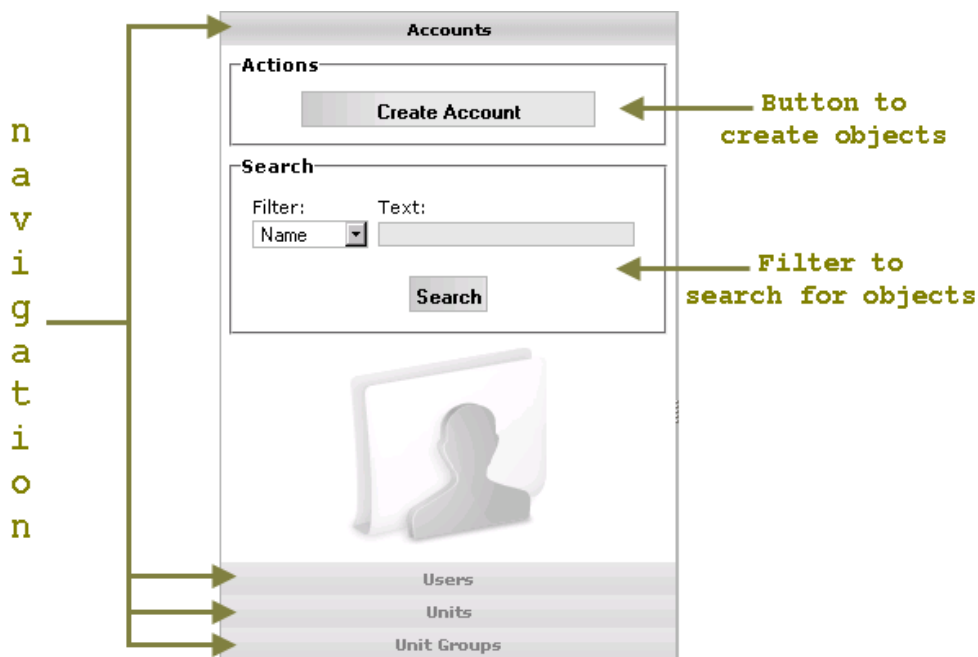 navigation
Accounts
Actions
Create Account
Button to
create objects
Search
Filter:
Text:
Name
Filter to
search for objects
Search
Users
Units
Unit Groups